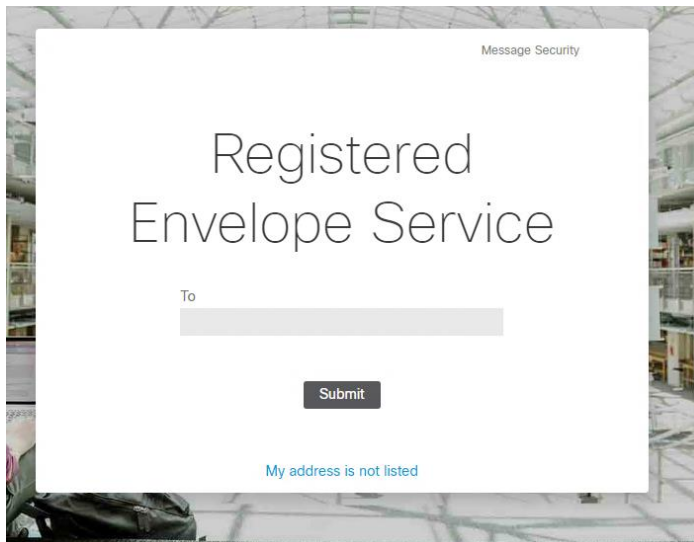 Message Security
Registered
Envelope Service
To
Submit
My address is not listed